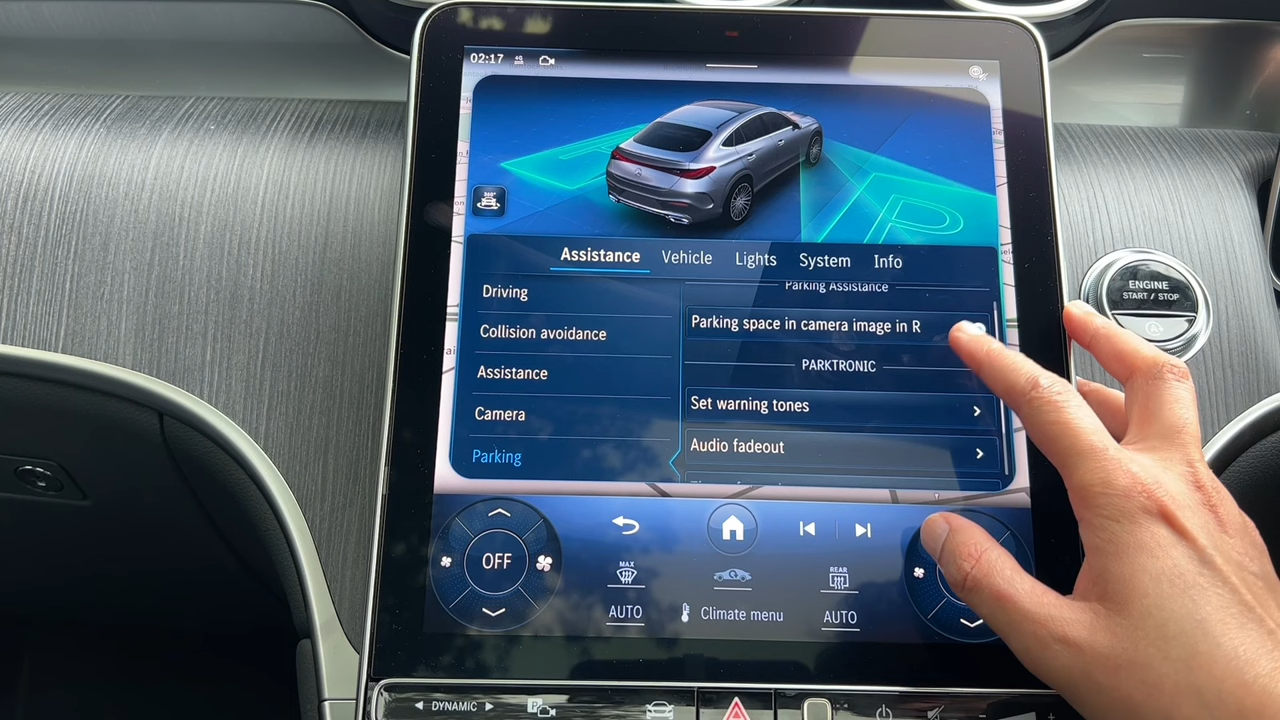 02:17 4G
360°
P
Assistance Vehicle Lights System Info
Driving
Collision avoidance
Assistance
Camera
Parking
Parking Assistance
Parking space in camera image in R
PARKTRONIC
Set warning tones
Audio fadeout
ENGINE
START / STOP
A
OFF
MAX
REAR
AUTO Climate menu AUTO
DYNAMIC
P